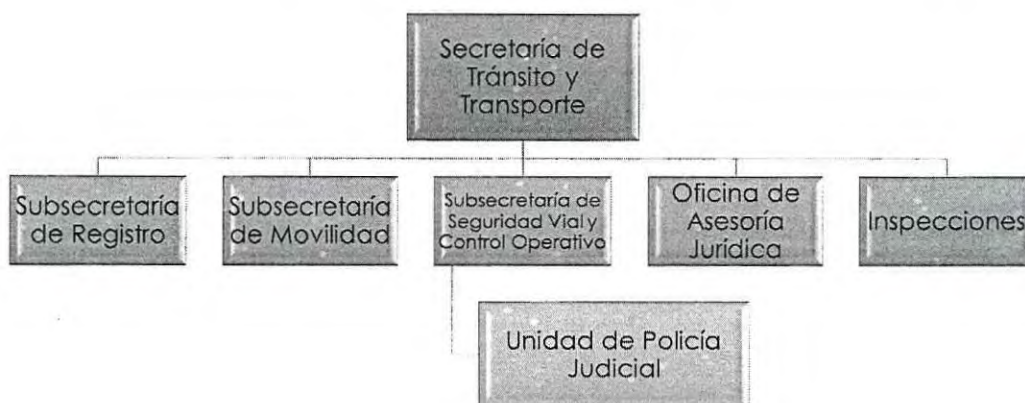 Secretaría de
Tránsito y
Transporte
Subsecretaría
de Registro
Subsecretaría
de Movilidad
Subsecretaría de
Seguridad Vial y
Control Operativo
Oficina de
Asesoría
Jurídica
Inspecciones
Unidad de Policía
Judicial